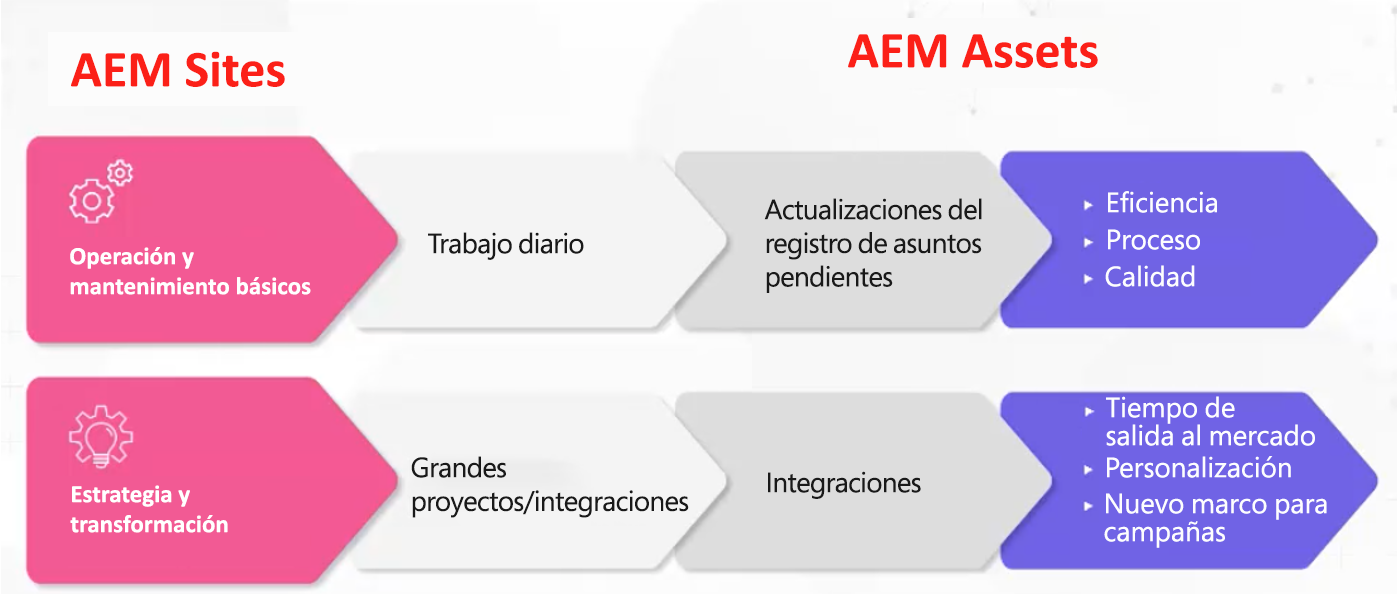 AEM Sites
AEM Assets
Operación y
mantenimiento básicos
Trabajo diario
Actualizaciones del
registro de asuntos
pendientes
▸ Eficiencia
▸ Proceso
▸ Calidad
Estrategia y
transformación
Grandes
proyectos/integraciones
Integraciones
▸ Tiempo de
salida al mercado
▸ Personalización
▸ Nuevo marco para
campañas